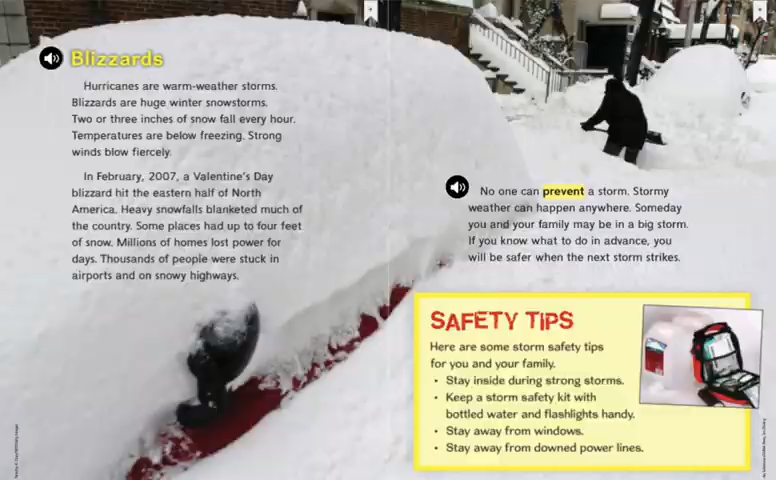 Blizzards
Hurricanes are warm-weather storms.
Blizzards are huge winter snowstorms.
Two or three inches of snow fall every hour.
Temperatures are below freezing. Strong
winds blow fiercely.
In February, 2007, a Valentine's Day
blizzard hit the eastern half of North
America. Heavy snowfalls blanketed much of
the country. Some places had up to four feet
of snow. Millions of homes lost power for
days. Thousands of people were stuck in
airports and on snowy highways.
No one can prevent a storm. Stormy
weather can happen anywhere. Someday
you and your family may be in a big storm.
If you know what to do in advance, you
will be safer when the next storm strikes.
SAFETY TIPS
Here are some storm safety tips
for you and your family.
• Stay inside during strong storms.
• Keep a storm safety kit with
bottled water and flashlights handy.
• Stay away from windows.
• Stay away from downed power lines.